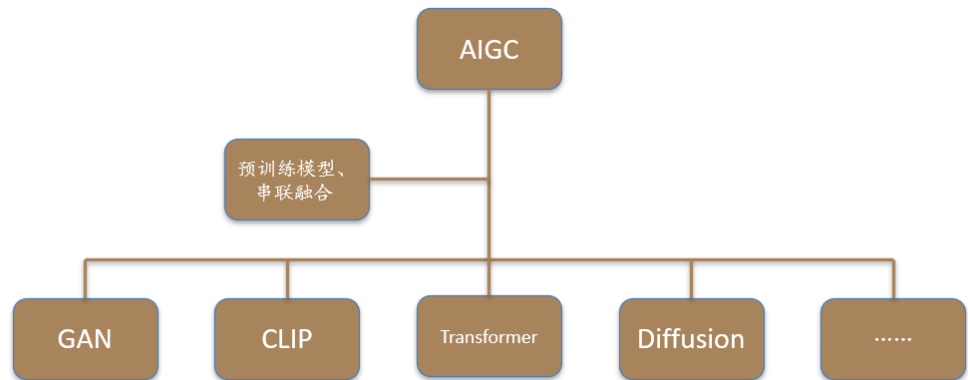 AIGC
预训练模型、
串联融合
GAN
CLIP
Transformer
Diffusion
……